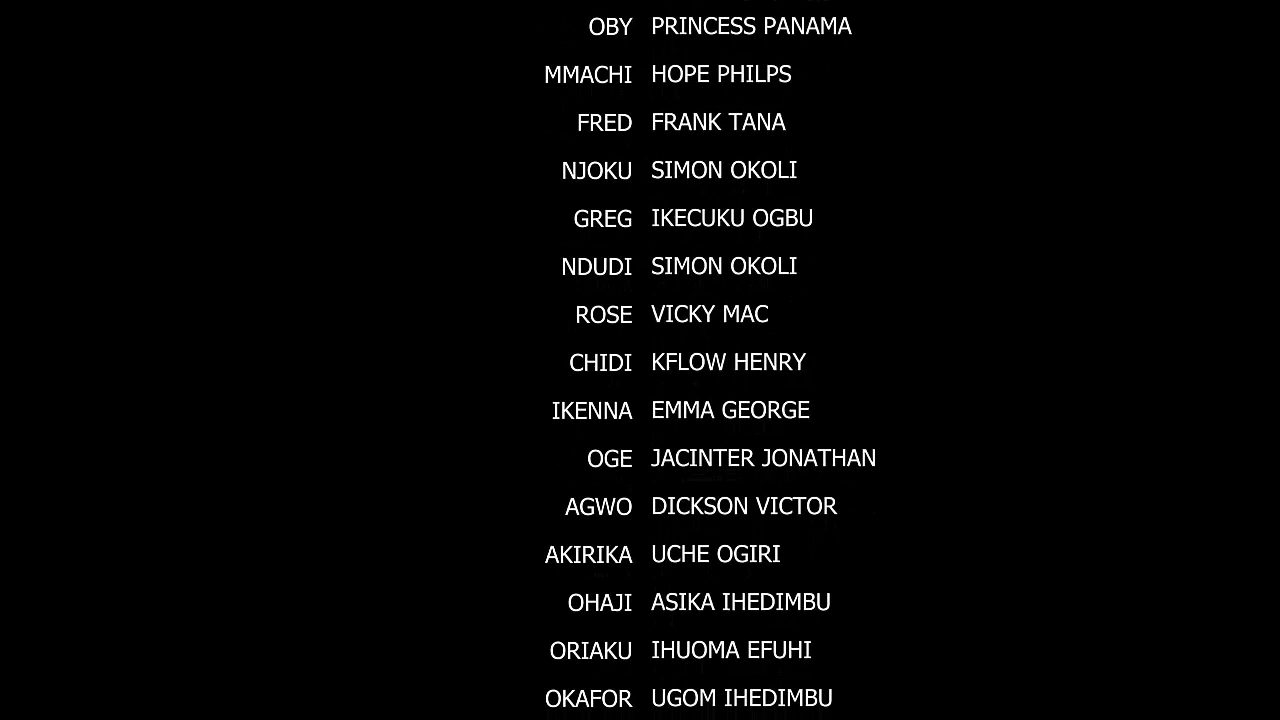 OBY PRINCESS PANAMA
MMACHI HOPE PHILPS
FRED FRANK TANA
NJOKU SIMON OKOLI
GREG IKECUKU OGBU
NDUDI SIMON OKOLI
ROSE VICKY MAC
CHIDI KFLOW HENRY
IKENNA EMMA GEORGE
OGE JACINTER JONATHAN
AGWO DICKSON VICTOR
AKIRIKA UCHE OGIRI
OHAJI ASIKA IHEDIMBU
ORIAKU IHUOMA EFUHI
OKAFOR UGOM IHEDIMBU